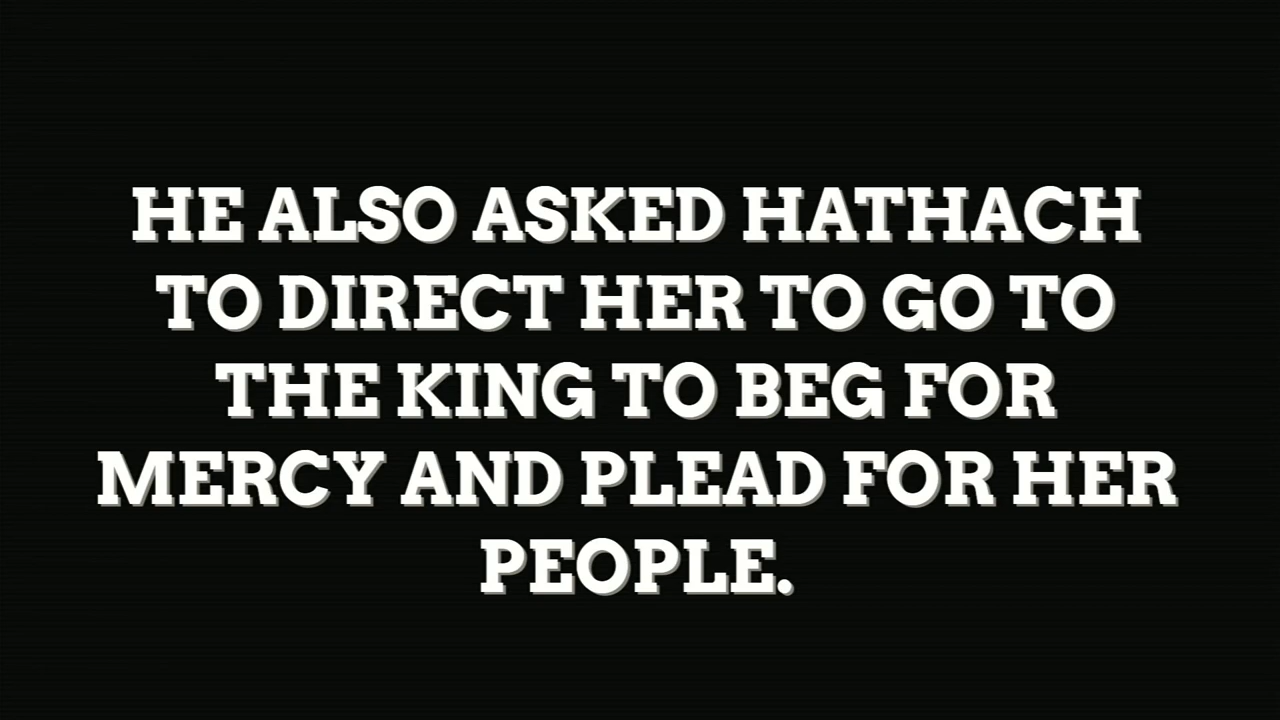 HE ALSO ASKED HATHACH
TO DIRECT HER TO GO TO
THE KING TO BEG FOR
MERCY AND PLEAD FOR HER
PEOPLE.